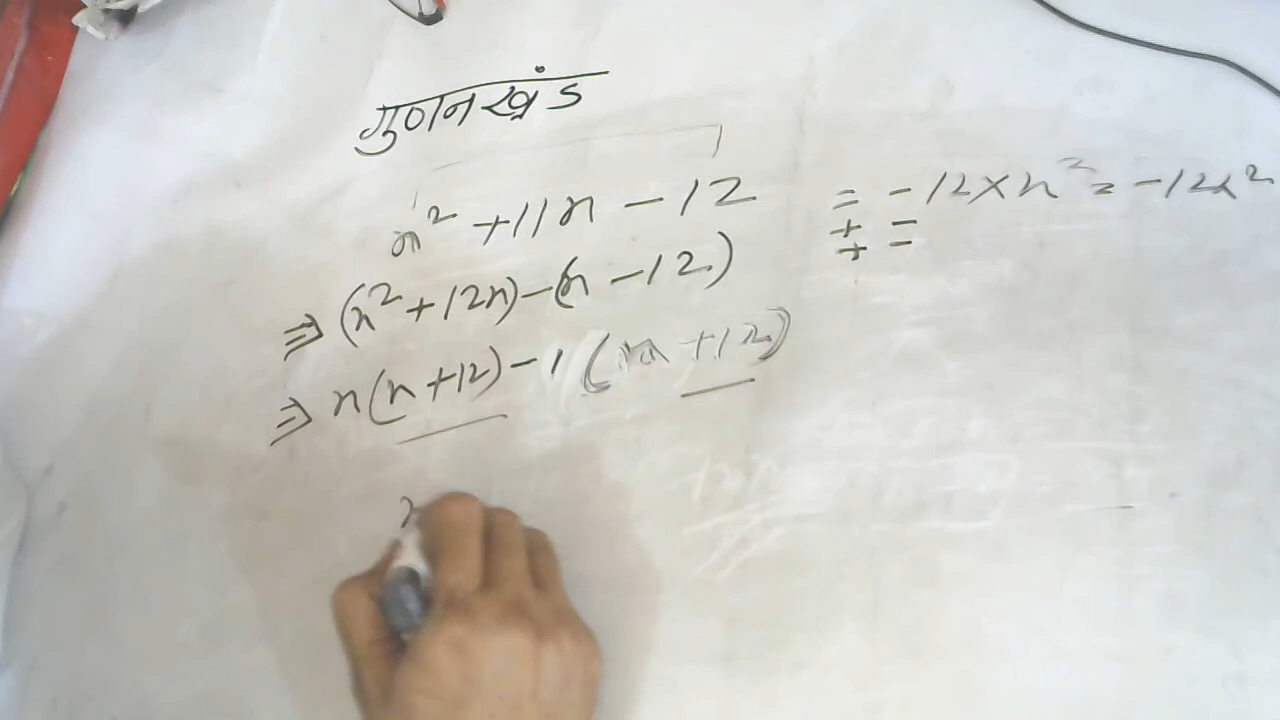 गुणनखंड
x² + 11x - 12 = -12 × x² = -12x²
+ -
+ -
⇒ (x² + 12x) - (x - 12)
⇒ x(x + 12) - 1 (x + 12)